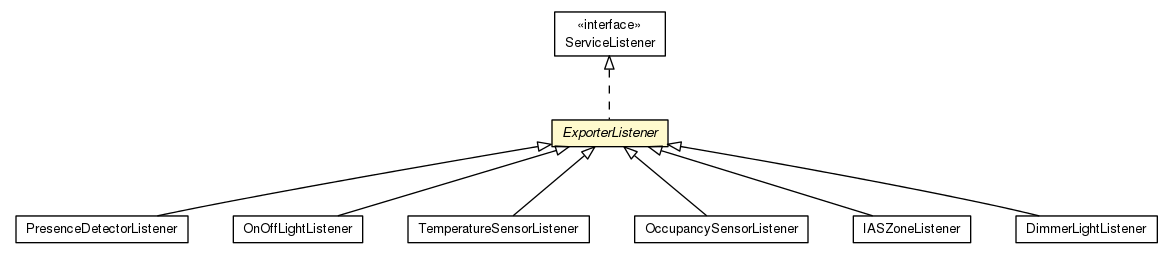 «interface»
ServiceListener
ExporterListener
PresenceDetectorListener
OnOffLightListener
TemperatureSensorListener
OccupancySensorListener
IASZoneListener
DimmerLightListener